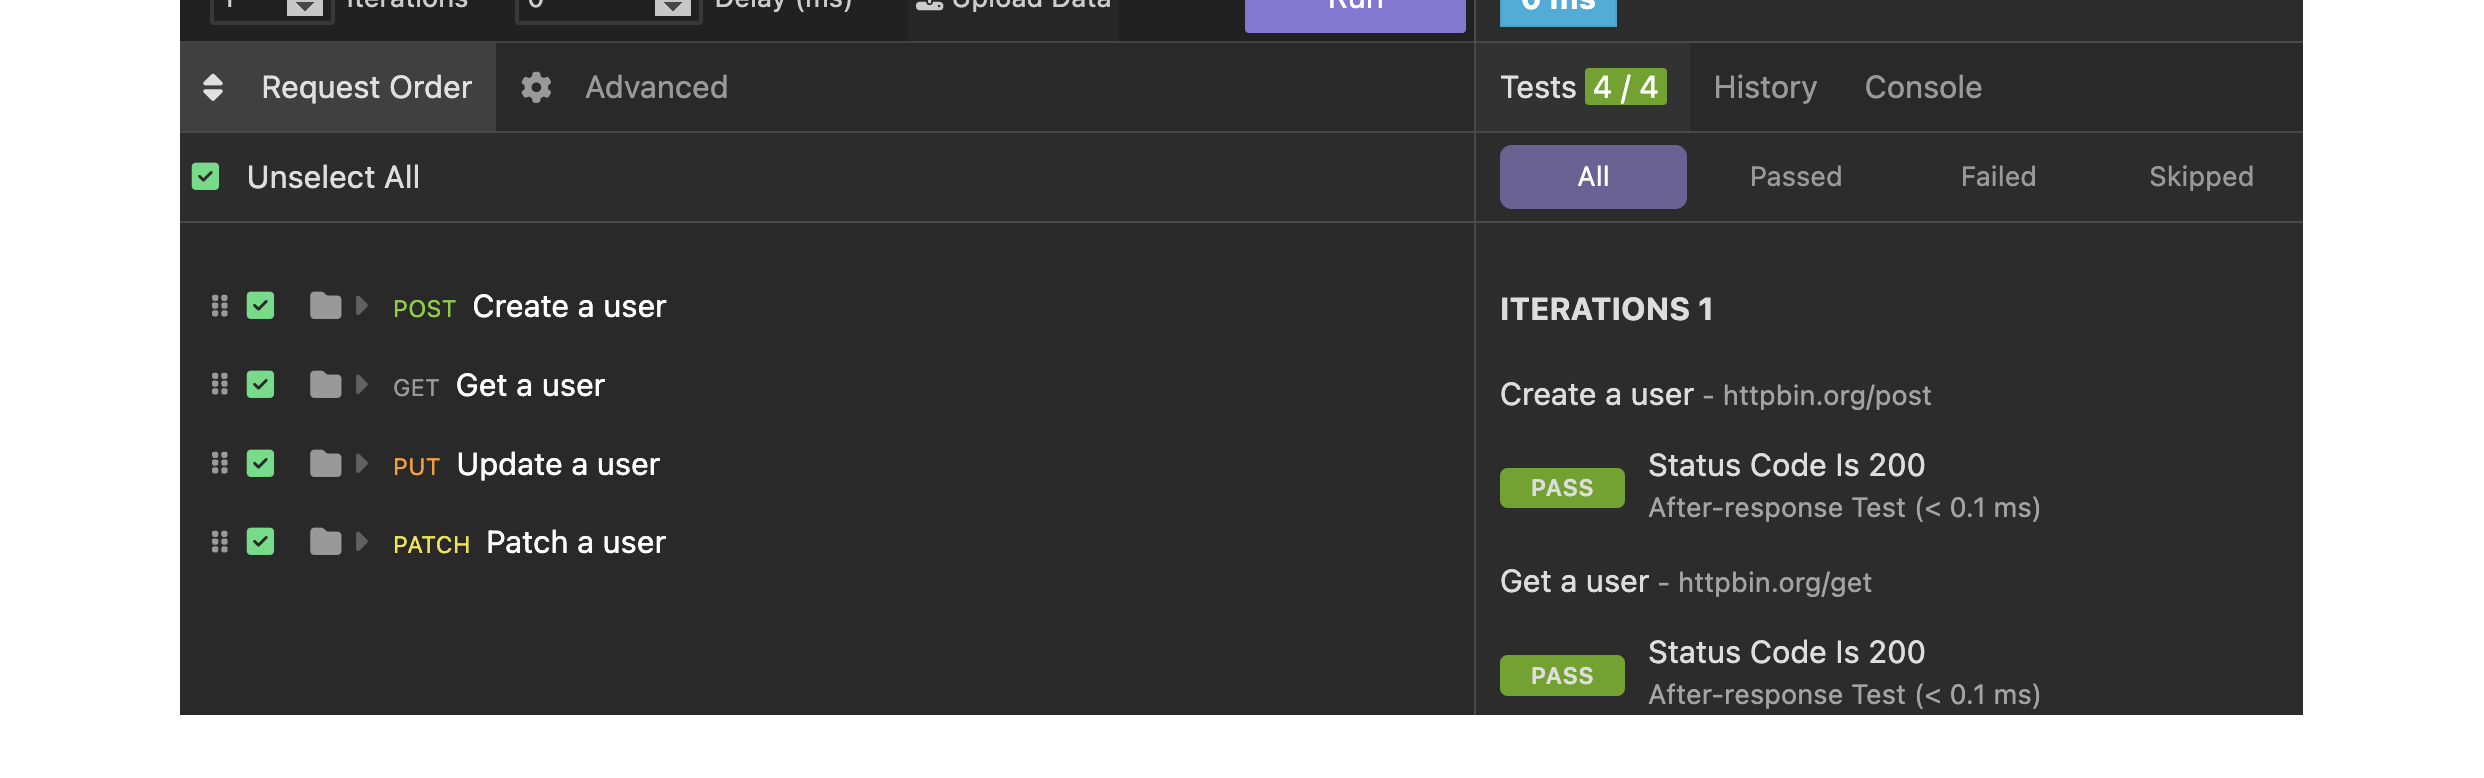 1 Iterations 0 Delay (ms) Upload Data Run
0 ms
Request Order Advanced
Tests 4 / 4 History Console
Unselect All
All Passed Failed Skipped
POST Create a user
GET Get a user
PUT Update a user
PATCH Patch a user
ITERATIONS 1
Create a user - httpbin.org/post
PASS Status Code Is 200
After-response Test (< 0.1 ms)
Get a user - httpbin.org/get
PASS Status Code Is 200
After-response Test (< 0.1 ms)